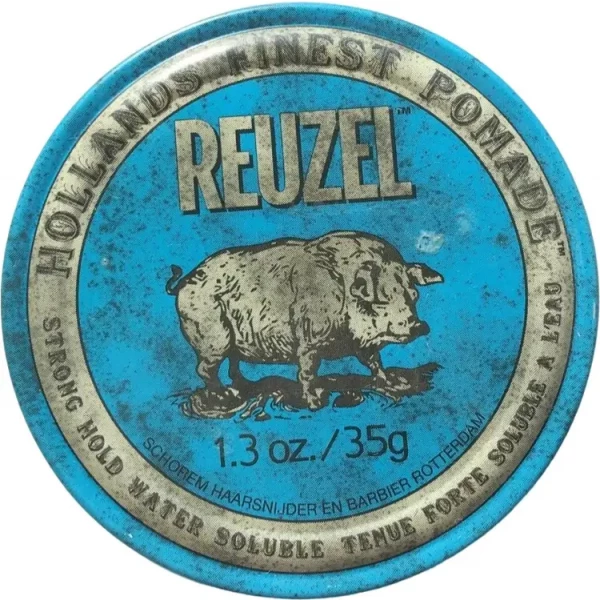 HOLLANDS FINEST POMADE™
REUZEL™
1.3 oz./35g
SCHOREM HAARSNIJDER EN BARBIER ROTTERDAM
STRONG HOLD WATER SOLUBLE TENUE FORTE SOLUBLE A L'EAU